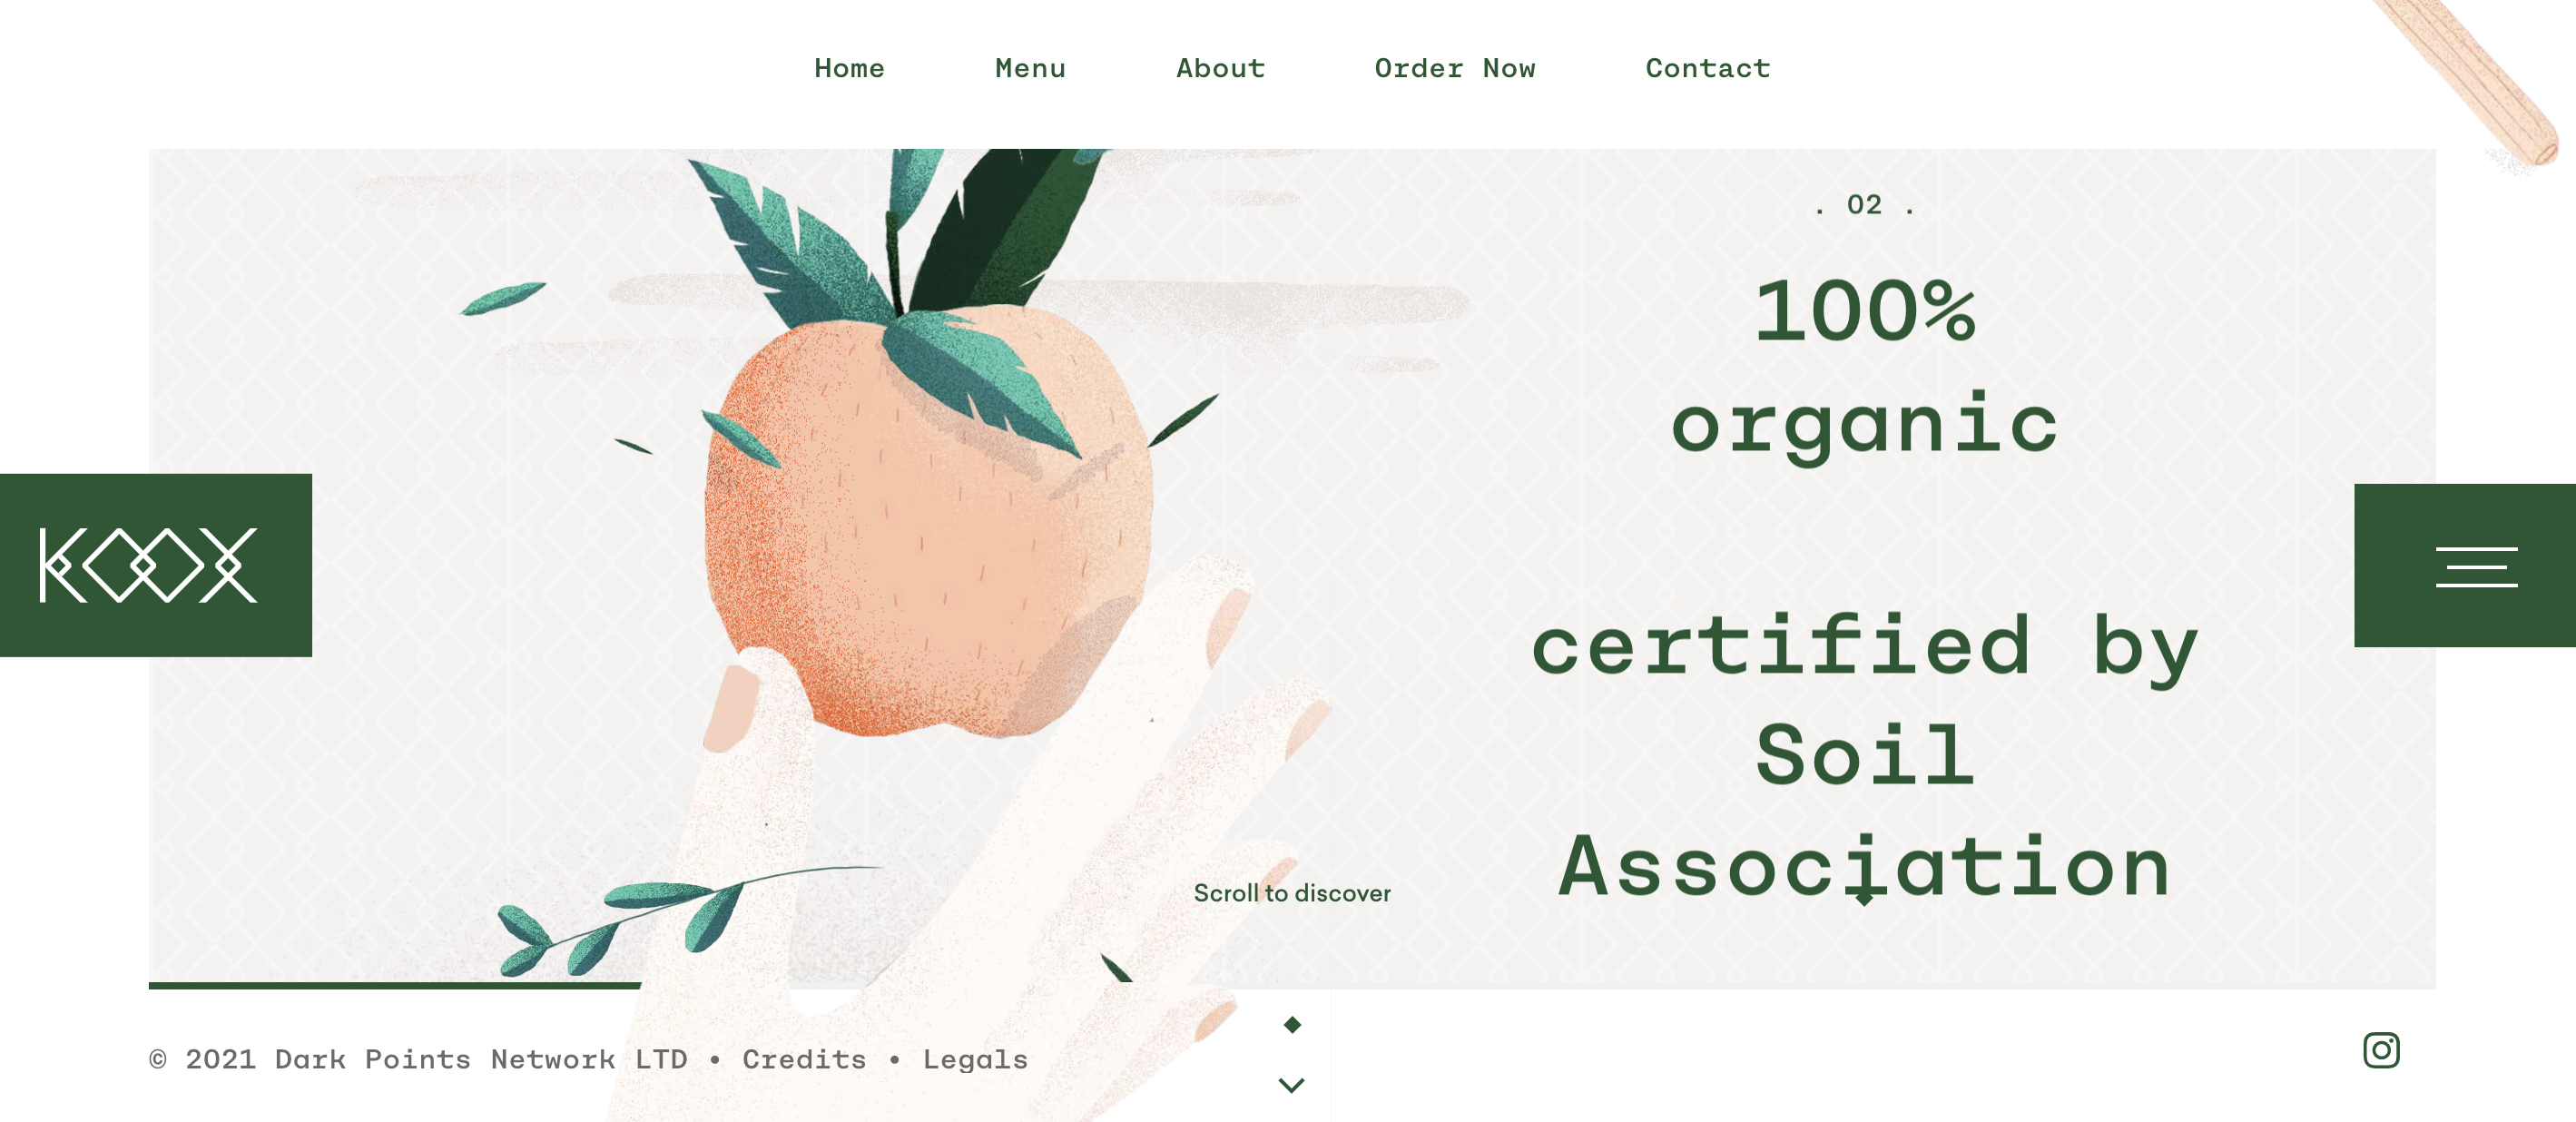 Home Menu About Order Now Contact
. 02 .
100%
organic
certified by
Soil
Association
KOOX
Scroll to discover
© 2021 Dark Points Network LTD • Credits • Legals